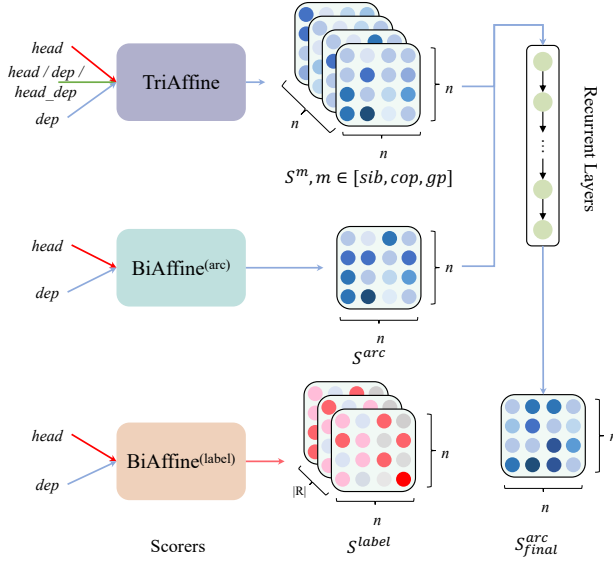 head
head / dep /
head_dep
dep
TriAffine
n
n
n
S^m, m ∈ [sib, cop, gp]
Recurrent Layers
head
dep
BiAffine(arc)
n
n
S^arc
head
dep
BiAffine(label)
|R|
n
n
S^label
n
n
S^arc_final
Scorers